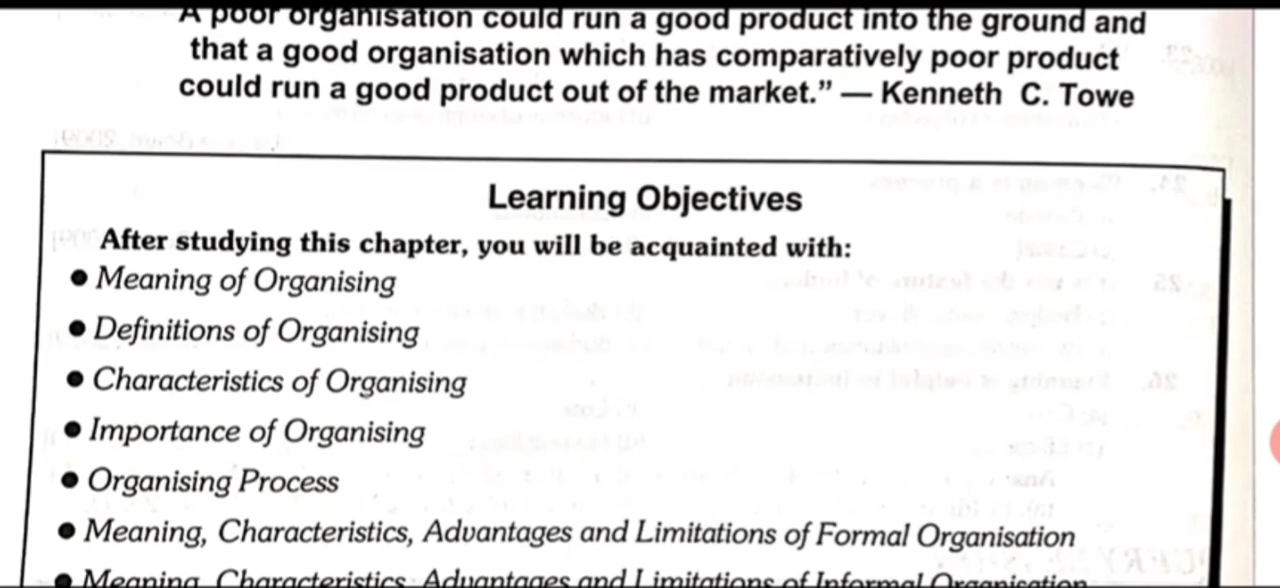 A poor organisation could run a good product into the ground and
that a good organisation which has comparatively poor product
could run a good product out of the market.” — Kenneth C. Towe
Learning Objectives
After studying this chapter, you will be acquainted with:
● Meaning of Organising
● Definitions of Organising
● Characteristics of Organising
● Importance of Organising
● Organising Process
● Meaning, Characteristics, Advantages and Limitations of Formal Organisation
● Meaning, Characteristics, Advantages and Limitations of Informal Organisation